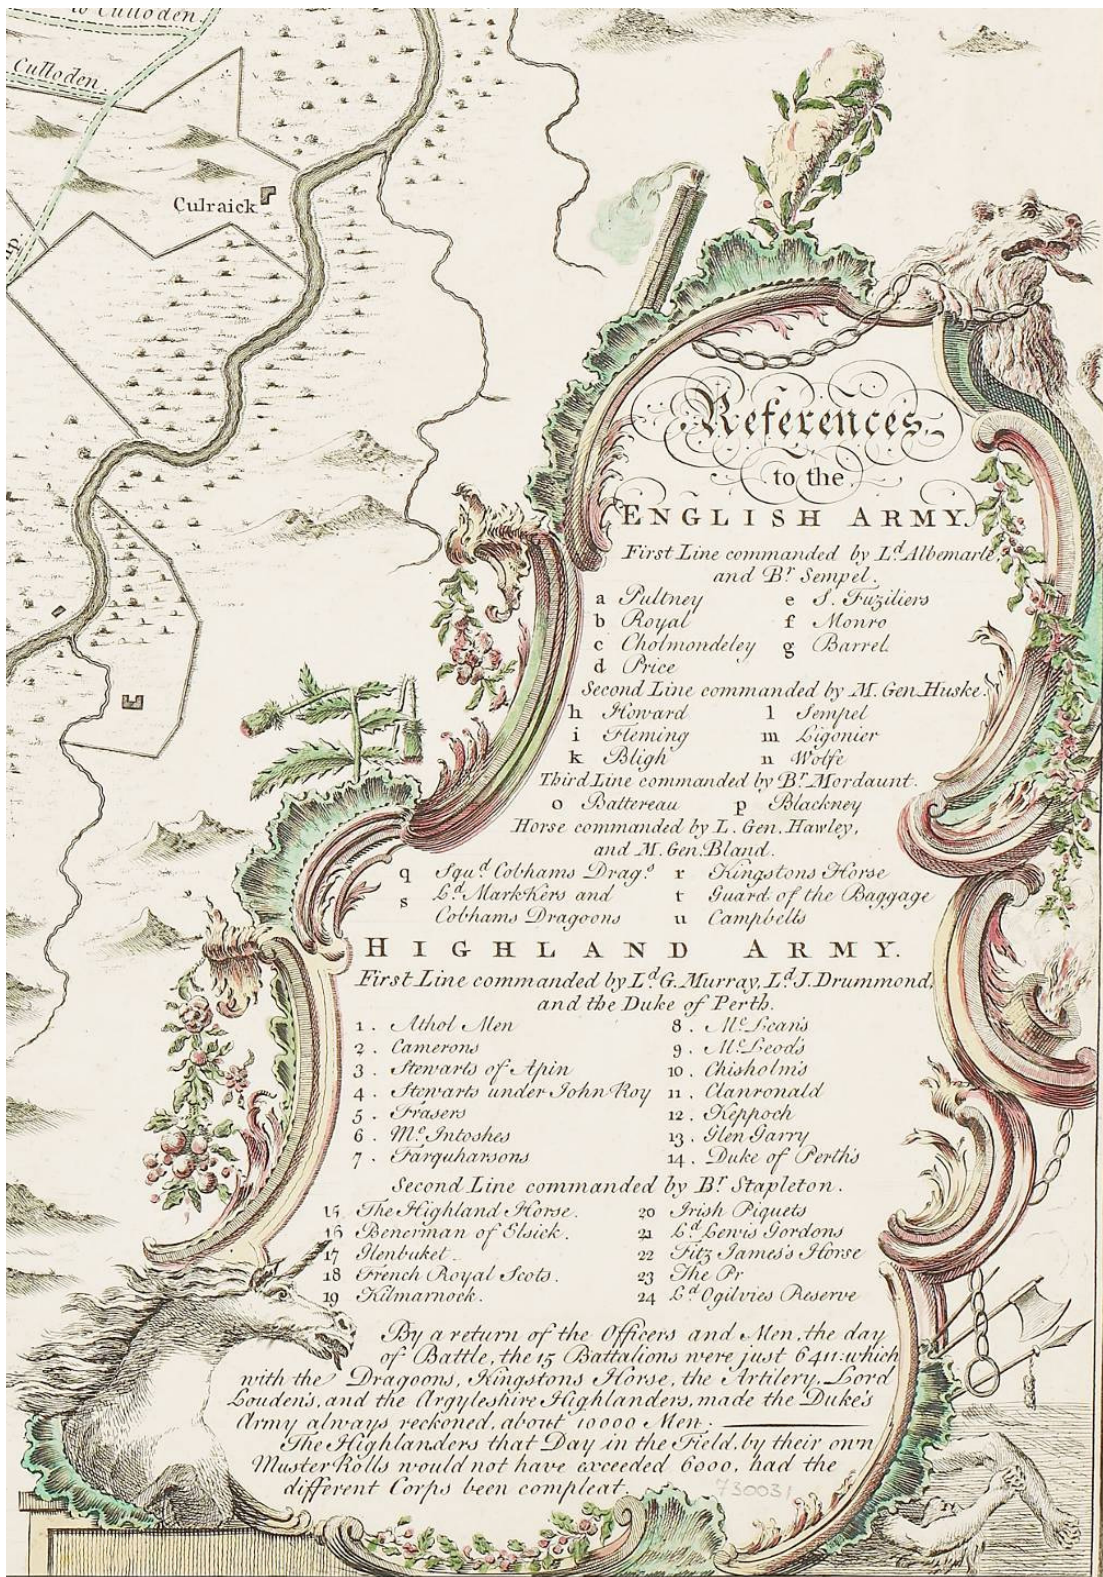 to Culloden
Culloden
Culraick
References
to the
ENGLISH ARMY.
First Line commanded by Ld. Albemarle,
and Br. Sempel.
a Pultney e S. Fuziliers
b Royal f Monro
c Cholmondeley g Barrel
d Price
Second Line commanded by M. Gen. Huske.
h Howard l Sempel
i Fleming m Ligonier
k Bligh n Wolfe
Third Line commanded by Br. Mordaunt.
o Battereau p Blackney
Horse commanded by L. Gen. Hawley,
and M. Gen. Bland.
q Squd. Cobhams Drags. r Kingstons Horse
s Ld. MarkKers and t Guard of the Baggage
Cobhams Dragoons u Campbells
HIGHLAND ARMY.
First Line commanded by Ld. G. Murray, Ld. J. Drummond,
and the Duke of Perth.
1. Athol Men 8. Mc. Lean's
2. Camerons 9. Mc. Leod's
3. Stewarts of Apin 10. Chisholm's
4. Stewarts under John Roy 11. Clanronald
5. Frasers 12. Keppoch
6. Mc. Intoshes 13. Glen Garry
7. Farquharsons 14. Duke of Perth's
Second Line commanded by Br. Stapleton.
15 The Highland Horse. 20 Irish Piquets
16 Benerman of Elsick. 21 Ld. Lewis Gordons
17 Glenbuket. 22 Fitz James's Horse
18 French Royal Scots. 23 The Pr
19 Kilmarnock. 24 Ld. Ogilvies Reserve
By a return of the Officers and Men, the day
of Battle, the 15 Battalions were just 6411: which
with the Dragoons, Kingstons Horse, the Artilery, Lord
Louden's, and the Argyleshire Highlanders, made the Duke's
Army always reckoned, about 10000 Men.
The Highlanders that Day in the Field, by their own
Muster Rolls would not have exceeded 6000, had the
different Corps been compleat.
730031